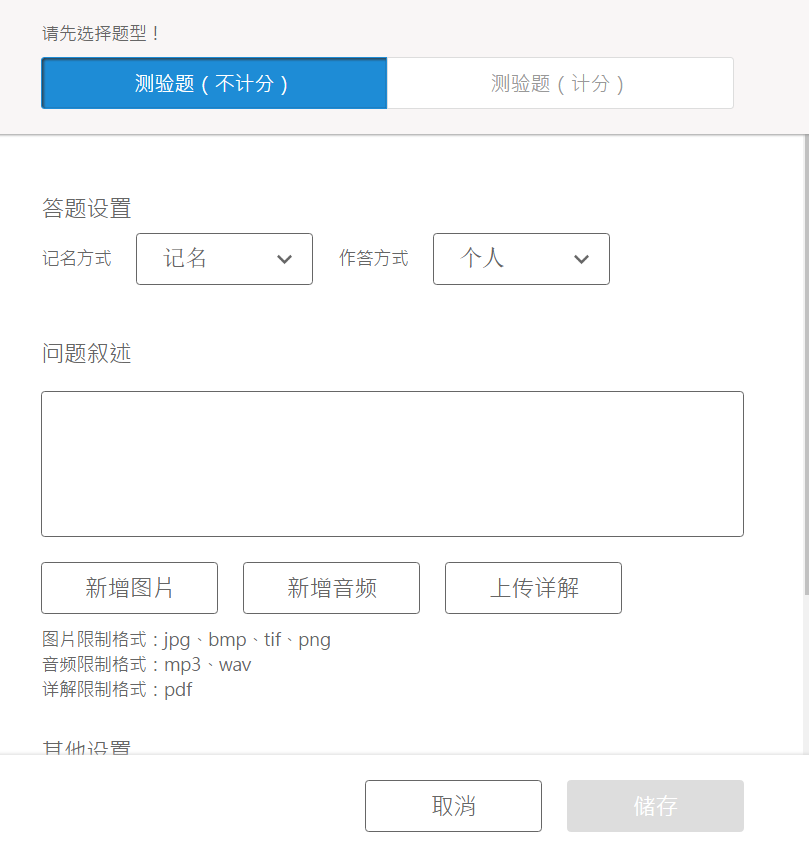 请先选择题型！
测验题（不计分）
测验题（计分）
答题设置
记名方式
记名
作答方式
个人
问题叙述
新增图片
新增音频
上传详解
图片限制格式：jpg、bmp、tif、png
音频限制格式：mp3、wav
详解限制格式：pdf
其他设置
取消
储存